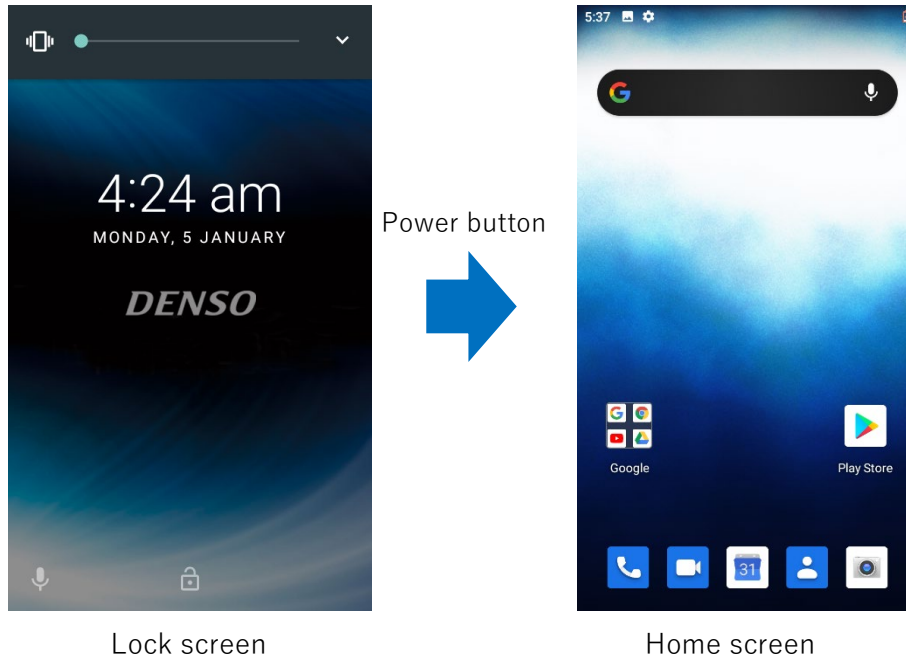 4:24 am
MONDAY, 5 JANUARY
DENSO
Lock screen
Power button
5:37
G
Google
Play Store
31
Home screen